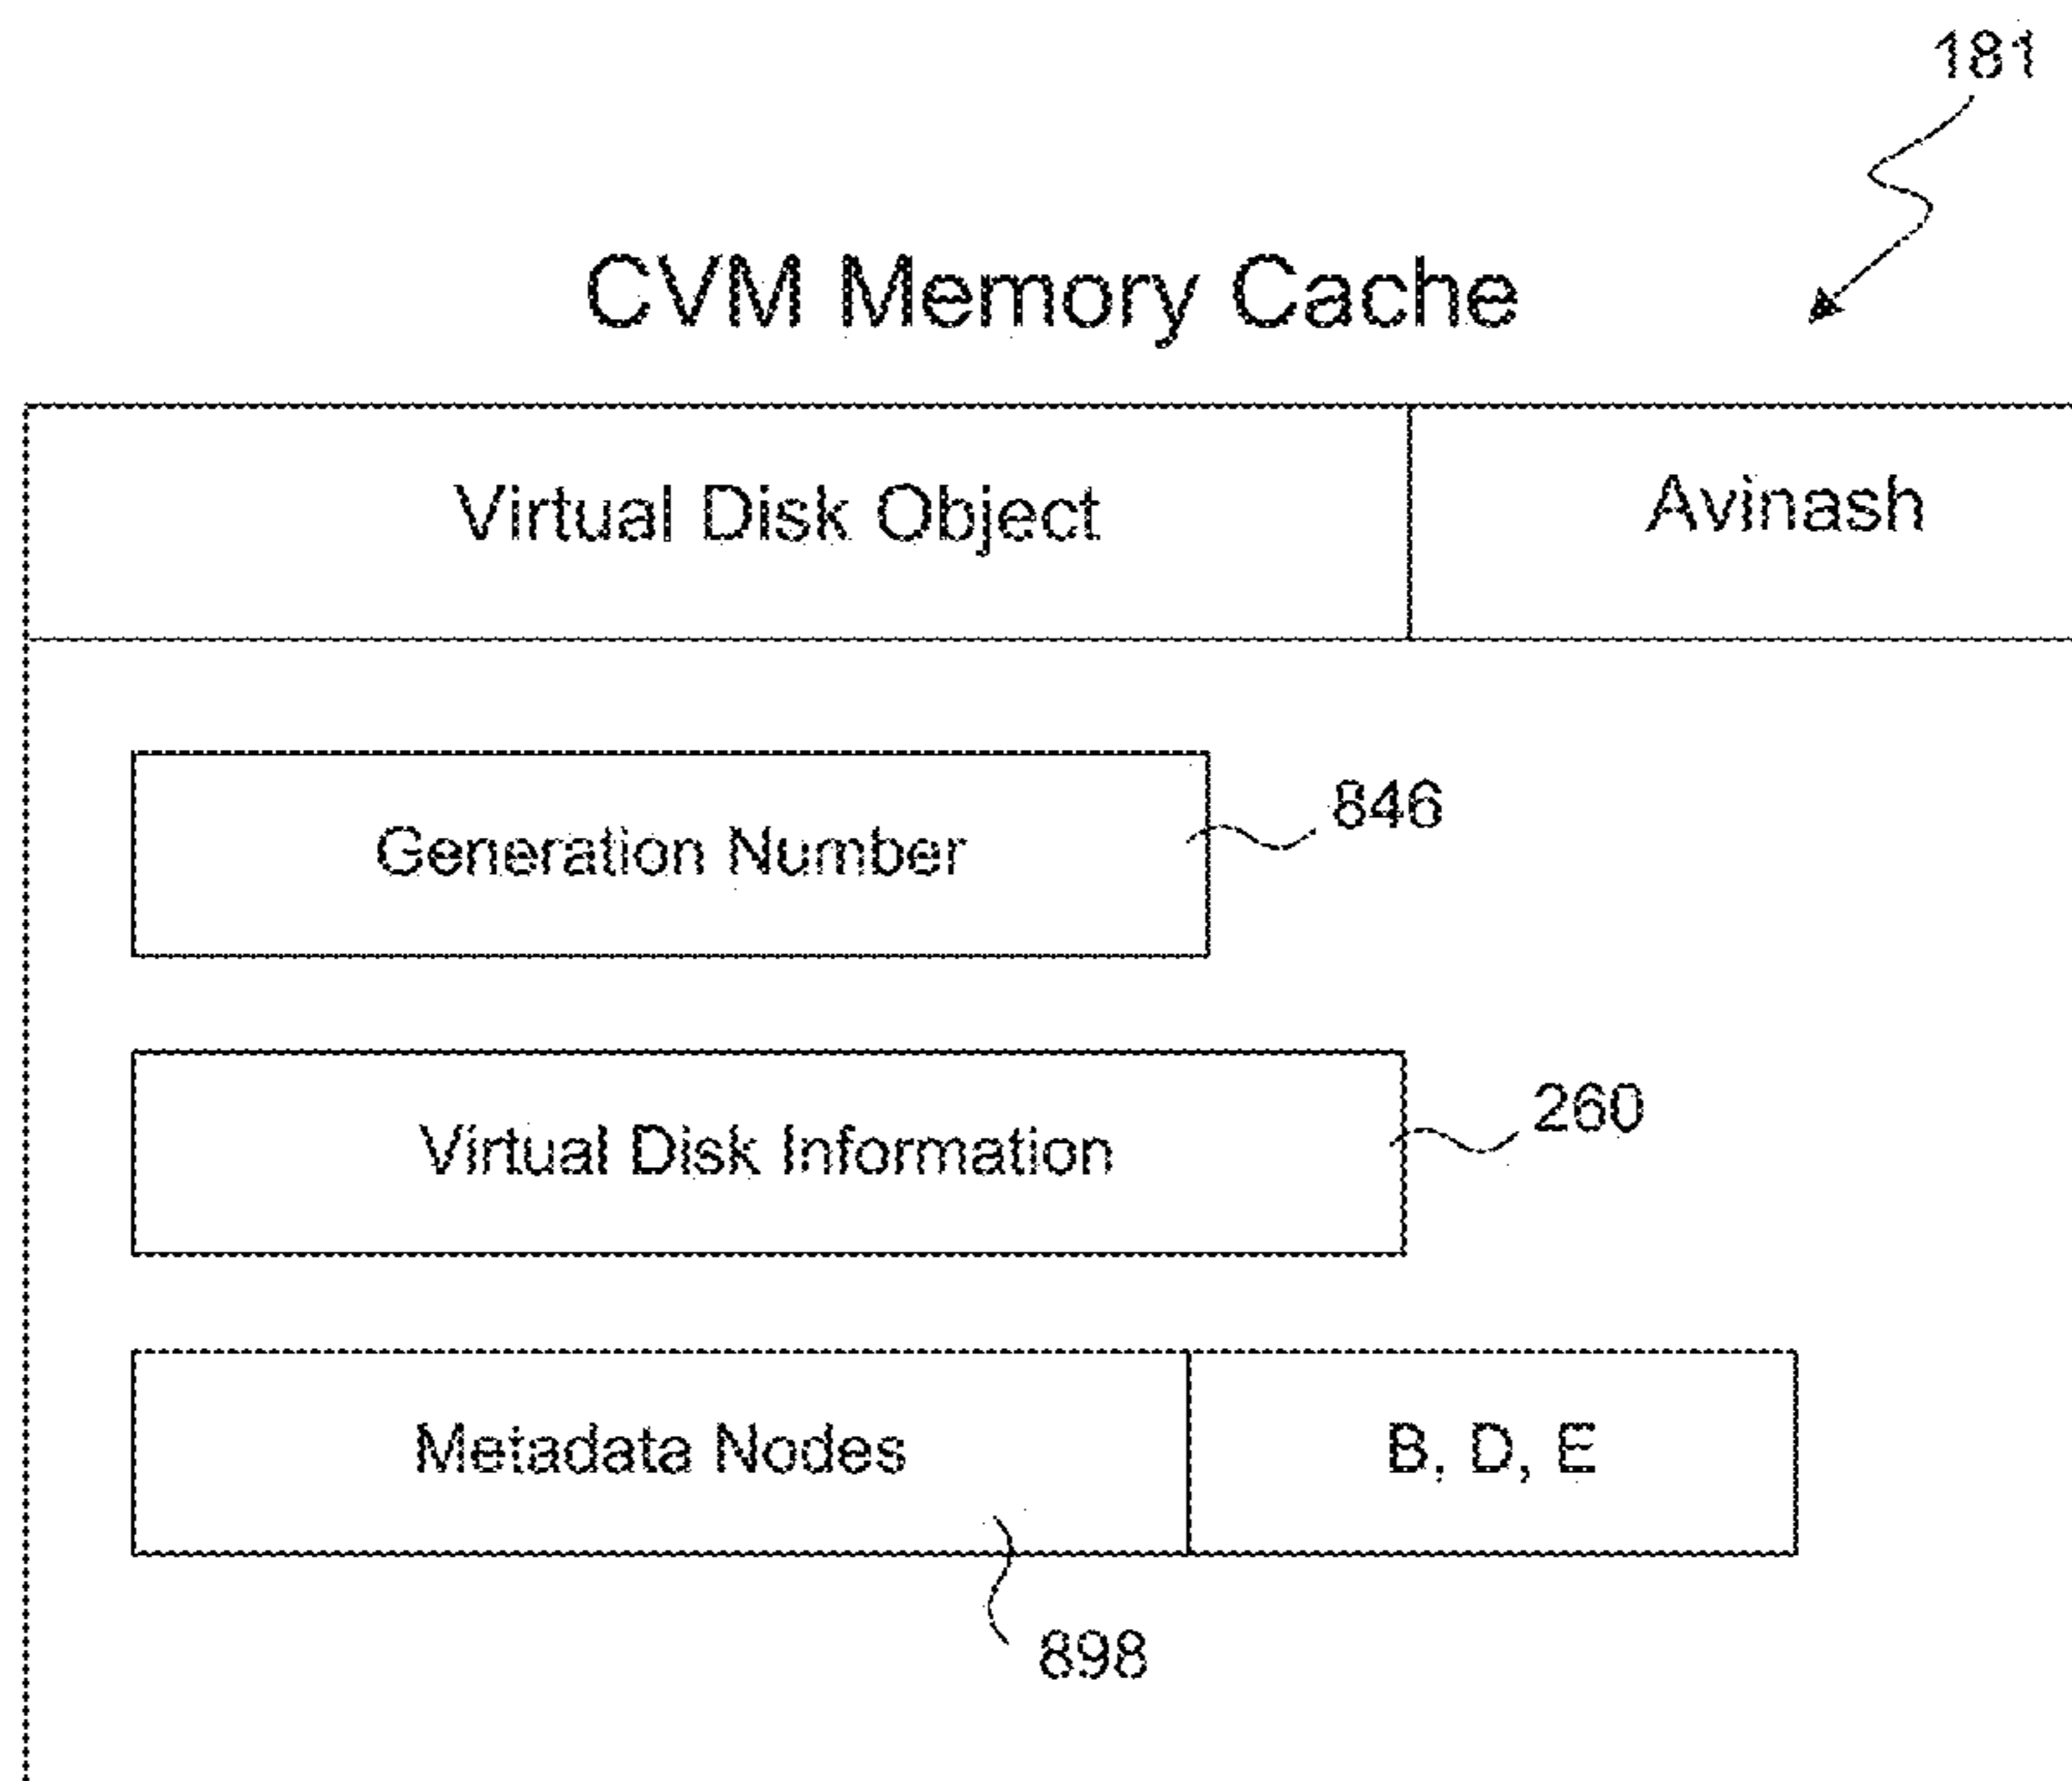 181
CVM Memory Cache
Virtual Disk Object
Avinash
Generation Number
846
Virtual Disk Information
260
Metadata Nodes
B, D, E
898